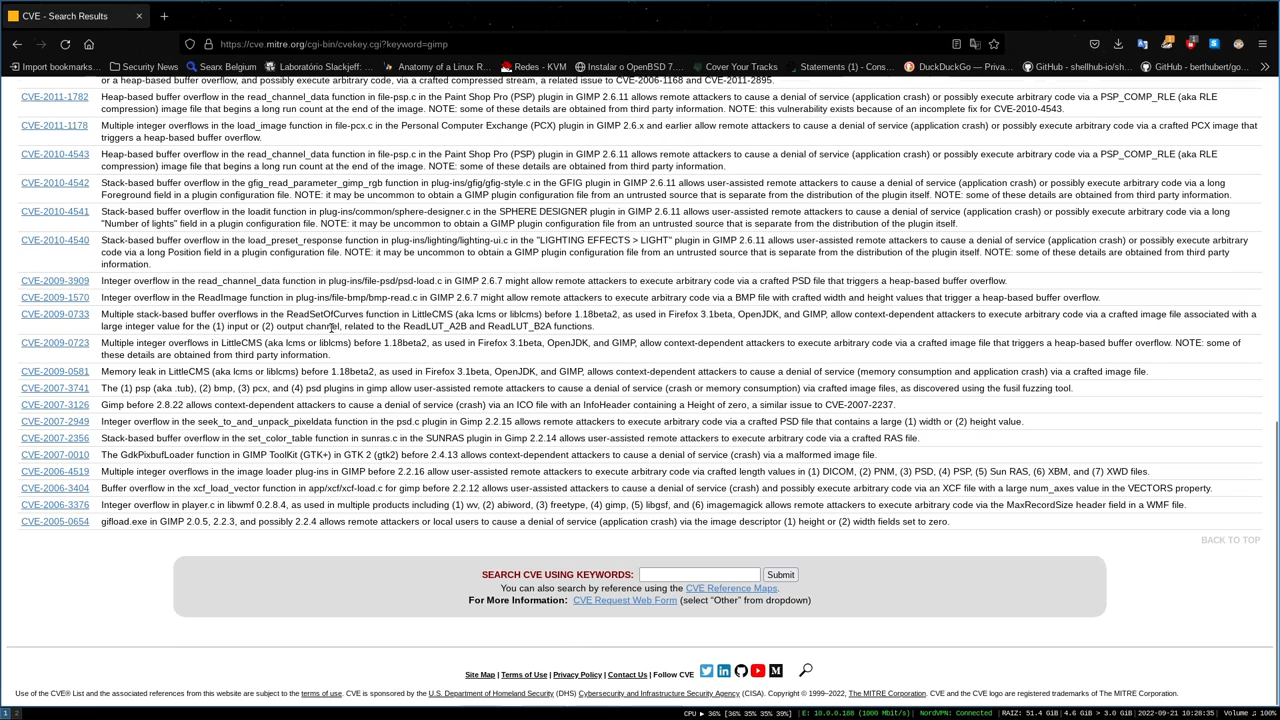 CVE - Search Results
https://cve.mitre.org/cgi-bin/cvekey.cgi?keyword=gimp
Import bookmarks... Security News Searx Belgium Laboratório Slackjeff: ... Anatomy of a Linux R... Redes - KVM Instalar o OpenBSD 7.... Cover Your Tracks Statements (1) - Cons... DuckDuckGo — Priva... GitHub - shellhub-io/sh... GitHub - berthubert/go...
or a heap-based buffer overflow, and possibly execute arbitrary code, via a crafted compressed stream, a related issue to CVE-2006-1168 and CVE-2011-2895.
CVE-2011-1782 Heap-based buffer overflow in the read_channel_data function in file-psp.c in the Paint Shop Pro (PSP) plugin in GIMP 2.6.11 allows remote attackers to cause a denial of service (application crash) or possibly execute arbitrary code via a PSP_COMP_RLE (aka RLE
compression) image file that begins a long run count at the end of the image. NOTE: some of these details are obtained from third party information. NOTE: this vulnerability exists because of an incomplete fix for CVE-2010-4543.
CVE-2011-1178 Multiple integer overflows in the load_image function in file-pcx.c in the Personal Computer Exchange (PCX) plugin in GIMP 2.6.x and earlier allow remote attackers to cause a denial of service (application crash) or possibly execute arbitrary code via a crafted PCX image that
triggers a heap-based buffer overflow.
CVE-2010-4543 Heap-based buffer overflow in the read_channel_data function in file-psp.c in the Paint Shop Pro (PSP) plugin in GIMP 2.6.11 allows remote attackers to cause a denial of service (application crash) or possibly execute arbitrary code via a PSP_COMP_RLE (aka RLE
compression) image file that begins a long run count at the end of the image. NOTE: some of these details are obtained from third party information.
CVE-2010-4542 Stack-based buffer overflow in the gfig_read_parameter_gimp_rgb function in plug-ins/gfig/gfig-style.c in the GFIG plugin in GIMP 2.6.11 allows user-assisted remote attackers to cause a denial of service (application crash) or possibly execute arbitrary code via a long
Foreground field in a plugin configuration file. NOTE: it may be uncommon to obtain a GIMP plugin configuration file from an untrusted source that is separate from the distribution of the plugin itself. NOTE: some of these details are obtained from third party information.
CVE-2010-4541 Stack-based buffer overflow in the loadit function in plug-ins/common/sphere-designer.c in the SPHERE DESIGNER plugin in GIMP 2.6.11 allows user-assisted remote attackers to cause a denial of service (application crash) or possibly execute arbitrary code via a long
"Number of lights" field in a plugin configuration file. NOTE: it may be uncommon to obtain a GIMP plugin configuration file from an untrusted source that is separate from the distribution of the plugin itself.
CVE-2010-4540 Stack-based buffer overflow in the load_preset_response function in plug-ins/lighting/lighting-ui.c in the "LIGHTING EFFECTS > LIGHT" plugin in GIMP 2.6.11 allows user-assisted remote attackers to cause a denial of service (application crash) or possibly execute arbitrary
code via a long Position field in a plugin configuration file. NOTE: it may be uncommon to obtain a GIMP plugin configuration file from an untrusted source that is separate from the distribution of the plugin itself. NOTE: some of these details are obtained from third party
information.
CVE-2009-3909 Integer overflow in the read_channel_data function in plug-ins/file-psd/psd-load.c in GIMP 2.6.7 might allow remote attackers to execute arbitrary code via a crafted PSD file that triggers a heap-based buffer overflow.
CVE-2009-1570 Integer overflow in the ReadImage function in plug-ins/file-bmp/bmp-read.c in GIMP 2.6.7 might allow remote attackers to execute arbitrary code via a BMP file with crafted width and height values that trigger a heap-based buffer overflow.
CVE-2009-0733 Multiple stack-based buffer overflows in the ReadSetOfCurves function in LittleCMS (aka lcms or liblcms) before 1.18beta2, as used in Firefox 3.1beta, OpenJDK, and GIMP, allow context-dependent attackers to execute arbitrary code via a crafted image file associated with a
large integer value for the (1) input or (2) output channel, related to the ReadLUT_A2B and ReadLUT_B2A functions.
CVE-2009-0723 Multiple integer overflows in LittleCMS (aka lcms or liblcms) before 1.18beta2, as used in Firefox 3.1beta, OpenJDK, and GIMP, allow context-dependent attackers to execute arbitrary code via a crafted image file that triggers a heap-based buffer overflow. NOTE: some of
these details are obtained from third party information.
CVE-2009-0581 Memory leak in LittleCMS (aka lcms or liblcms) before 1.18beta2, as used in Firefox 3.1beta, OpenJDK, and GIMP, allows context-dependent attackers to cause a denial of service (memory consumption and application crash) via a crafted image file.
CVE-2007-3741 The (1) psp (aka .tub), (2) bmp, (3) pcx, and (4) psd plugins in gimp allow user-assisted remote attackers to cause a denial of service (crash or memory consumption) via crafted image files, as discovered using the fusil fuzzing tool.
CVE-2007-3126 Gimp before 2.8.22 allows context-dependent attackers to cause a denial of service (crash) via an ICO file with an InfoHeader containing a Height of zero, a similar issue to CVE-2007-2237.
CVE-2007-2949 Integer overflow in the seek_to_and_unpack_pixeldata function in the psd.c plugin in Gimp 2.2.15 allows remote attackers to execute arbitrary code via a crafted PSD file that contains a large (1) width or (2) height value.
CVE-2007-2356 Stack-based buffer overflow in the set_color_table function in sunras.c in the SUNRAS plugin in Gimp 2.2.14 allows user-assisted remote attackers to execute arbitrary code via a crafted RAS file.
CVE-2007-0010 The GdkPixbufLoader function in GIMP ToolKit (GTK+) in GTK 2 (gtk2) before 2.4.13 allows context-dependent attackers to cause a denial of service (crash) via a malformed image file.
CVE-2006-4519 Multiple integer overflows in the image loader plug-ins in GIMP before 2.2.16 allow user-assisted remote attackers to execute arbitrary code via crafted length values in (1) DICOM, (2) PNM, (3) PSD, (4) PSP, (5) Sun RAS, (6) XBM, and (7) XWD files.
CVE-2006-3404 Buffer overflow in the xcf_load_vector function in app/xcf/xcf-load.c for gimp before 2.2.12 allows user-assisted attackers to cause a denial of service (crash) and possibly execute arbitrary code via an XCF file with a large num_axes value in the VECTORS property.
CVE-2006-3376 Integer overflow in player.c in libwmf 0.2.8.4, as used in multiple products including (1) wv, (2) abiword, (3) freetype, (4) gimp, (5) libgsf, and (6) imagemagick allows remote attackers to execute arbitrary code via the MaxRecordSize header field in a WMF file.
CVE-2005-0654 gifload.exe in GIMP 2.0.5, 2.2.3, and possibly 2.2.4 allows remote attackers or local users to cause a denial of service (application crash) via the image descriptor (1) height or (2) width fields set to zero.
BACK TO TOP
SEARCH CVE USING KEYWORDS: Submit
You can also search by reference using the CVE Reference Maps.
For More Information: CVE Request Web Form (select “Other” from dropdown)
Site Map | Terms of Use | Privacy Policy | Contact Us | Follow CVE
Use of the CVE® List and the associated references from this website are subject to the terms of use. CVE is sponsored by the U.S. Department of Homeland Security (DHS) Cybersecurity and Infrastructure Security Agency (CISA). Copyright © 1999–2022, The MITRE Corporation. CVE and the CVE logo are registered trademarks of The MITRE Corporation.
1 2 CPU ▶ 36% [36% 35% 35% 39%] |E: 10.0.0.188 (1000 Mbit/s)| NordVPN: Connected |RAIZ: 51.4 GiB|4.6 GiB > 3.0 GiB| 2022-09-21 10:28:35 |Volume ♫ 100%